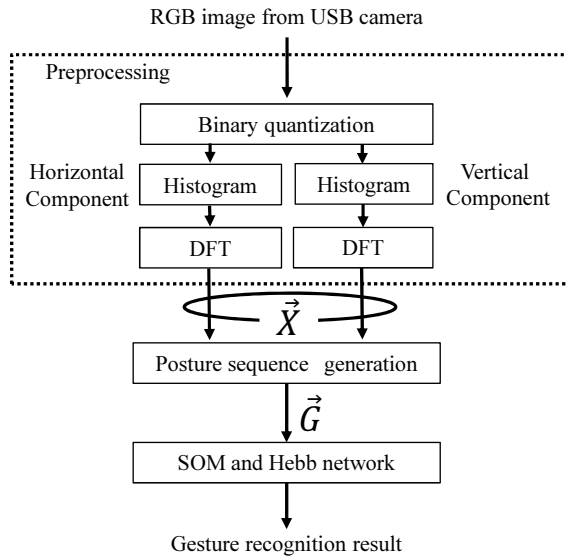 RGB image from USB camera
Preprocessing
Binary quantization
Horizontal
Component
Histogram
Histogram
Vertical
Component
DFT
DFT
X⃗
Posture sequence generation
G⃗
SOM and Hebb network
Gesture recognition result